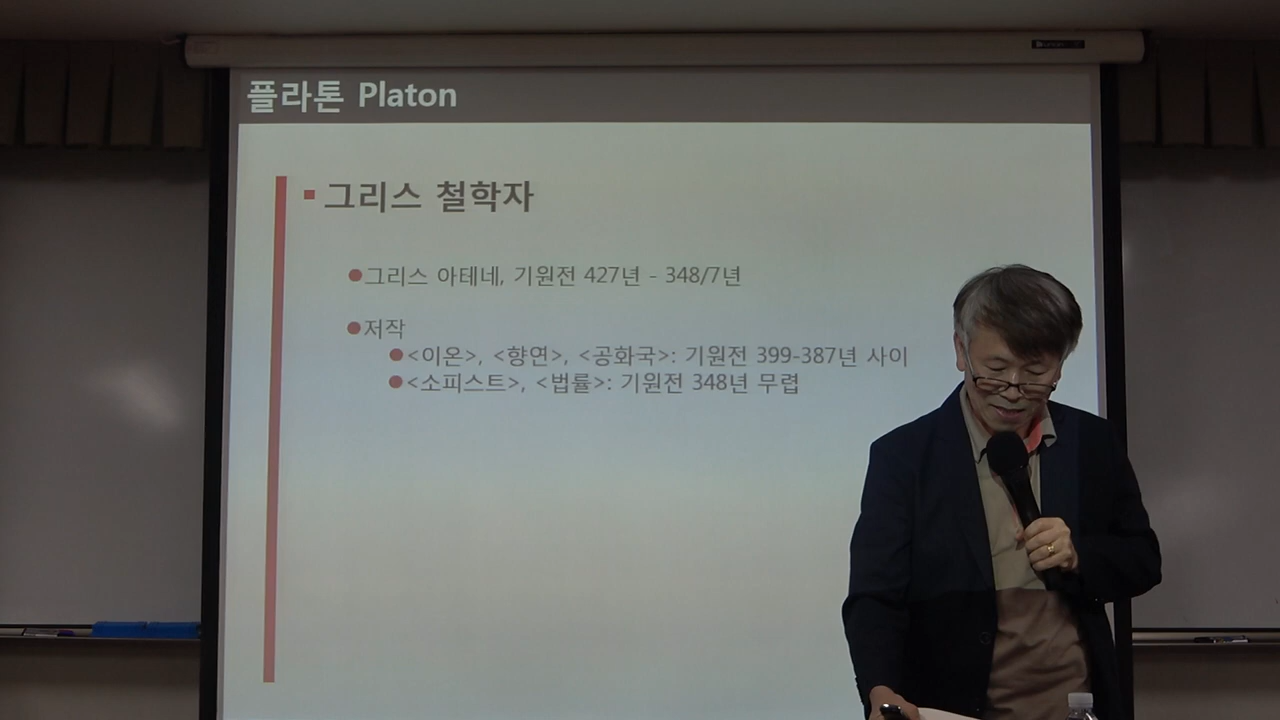 플라톤 Platon
그리스 철학자
그리스 아테네, 기원전 427년 - 348/7년
저작
<이온>, <향연>, <공화국>: 기원전 399-387년 사이
<소피스트>, <법률>: 기원전 348년 무렵